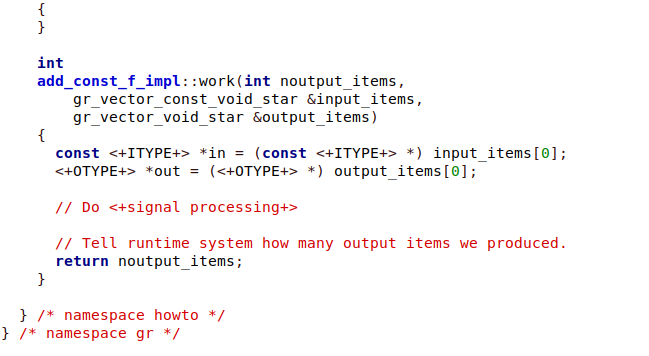 {
}
int
add_const_f_impl::work(int noutput_items,
gr_vector_const_void_star &input_items,
gr_vector_void_star &output_items)
{
const <+ITYPE+> *in = (const <+ITYPE+> *) input_items[0];
<+OTYPE+> *out = (<+OTYPE+> *) output_items[0];
// Do <+signal processing+>
// Tell runtime system how many output items we produced.
return noutput_items;
}
} /* namespace howto */
} /* namespace gr */